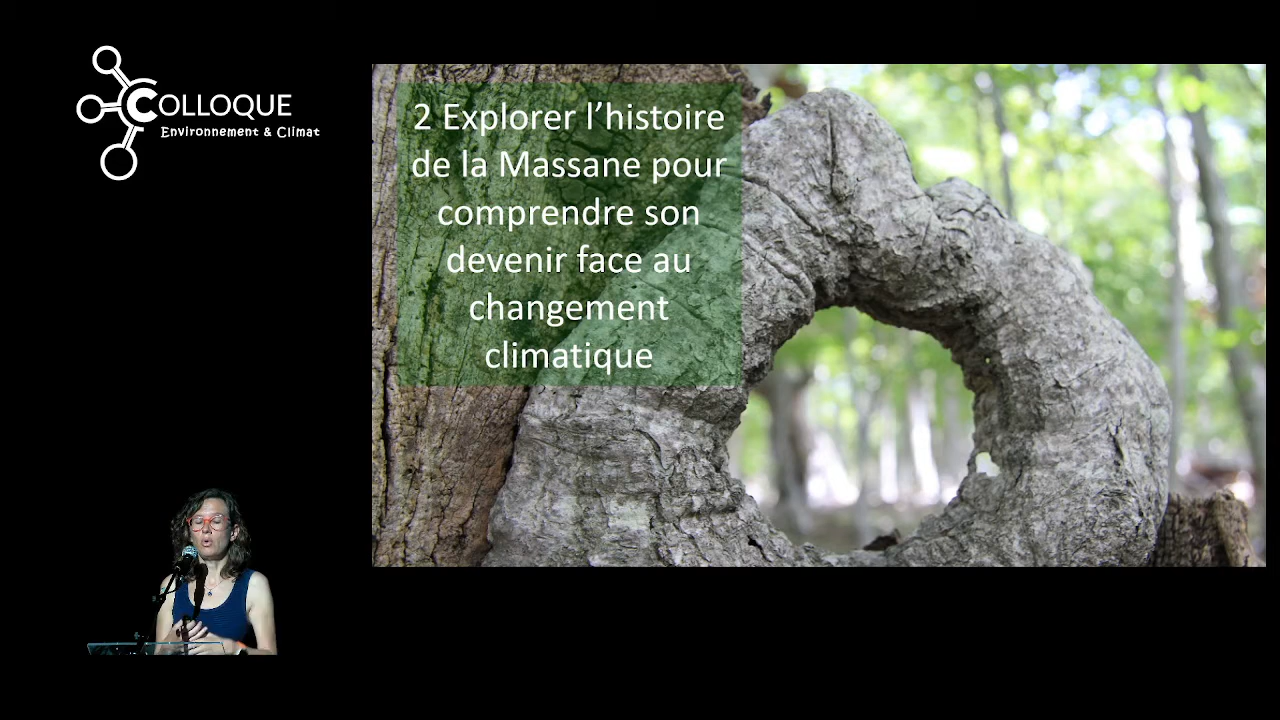 COLLOQUE
Environnement & Climat
2 Explorer l’histoire
de la Massane pour
comprendre son
devenir face au
changement
climatique